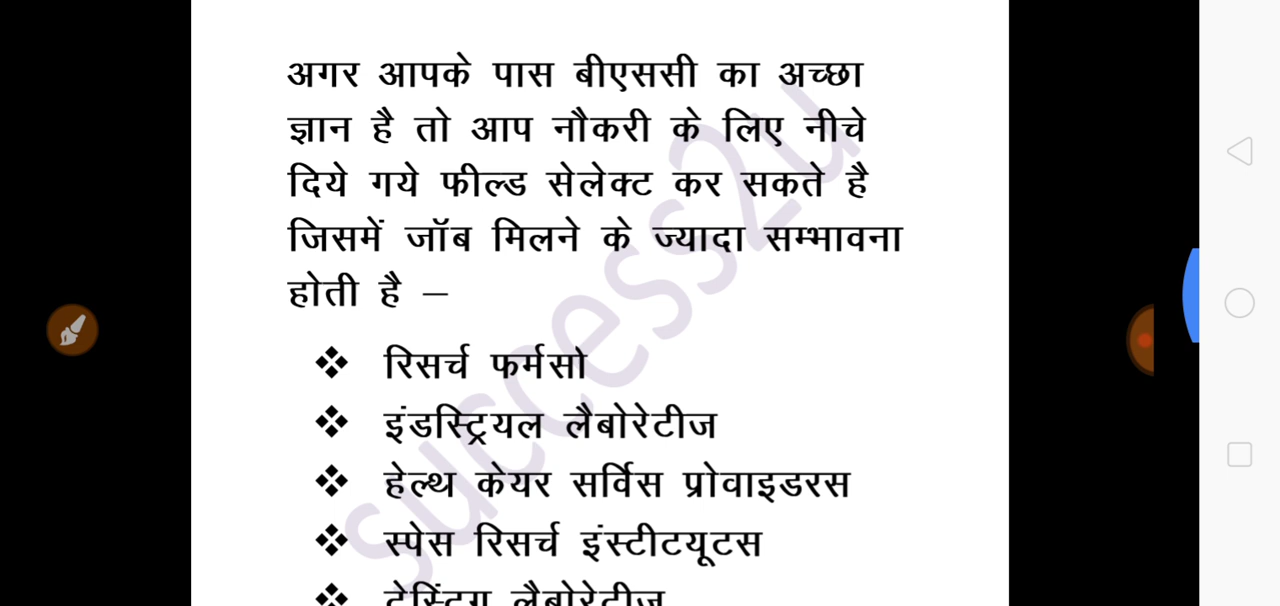 अगर आपके पास बीएससी का अच्छा
ज्ञान है तो आप नौकरी के लिए नीचे
दिये गये फील्ड सेलेक्ट कर सकते है
जिसमें जॉब मिलने के ज्यादा सम्भावना
होती है –
❖ रिसर्च फर्मसो
❖ इंडस्ट्रियल लैबोरेटीज
❖ हेल्थ केयर सर्विस प्रोवाइडरस
❖ स्पेस रिसर्च इंस्टीटयूटस
❖ टेस्टिंग लैबोरेटीज
success2u